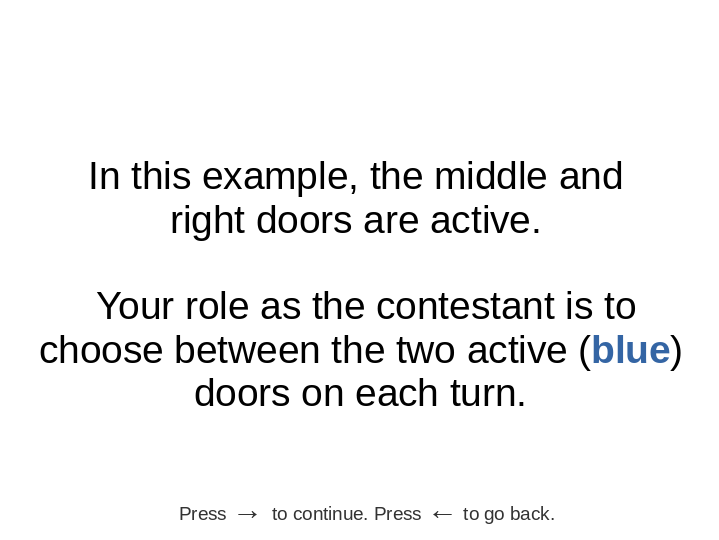 In this example, the middle and
right doors are active.
Your role as the contestant is to
choose between the two active (blue)
doors on each turn.
Press → to continue. Press ← to go back.